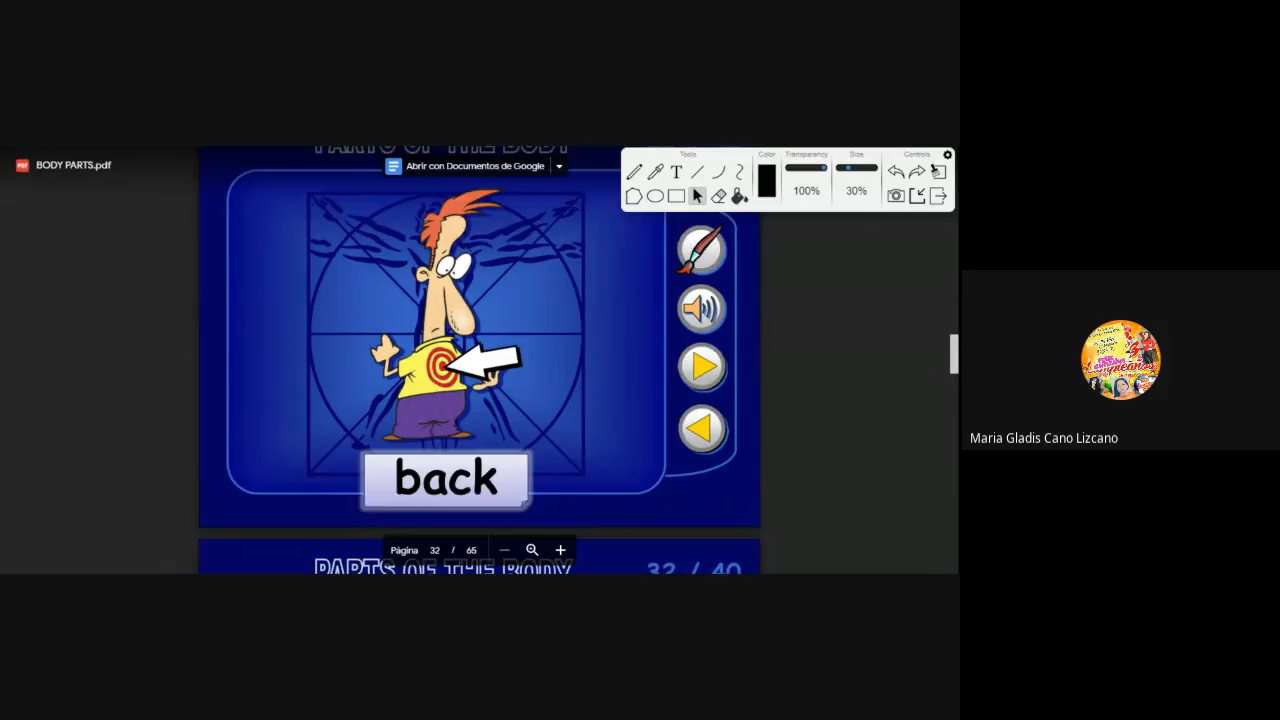 PARTS OF THE BODY
BODY PARTS.pdf
Abrir con Documentos de Google
Tools
Color
Transparency
Size
Controls
T
100%
30%
back
Página 32 / 65
PARTS OF THE BODY
32 / 40
Maria Gladis Cano Lizcano